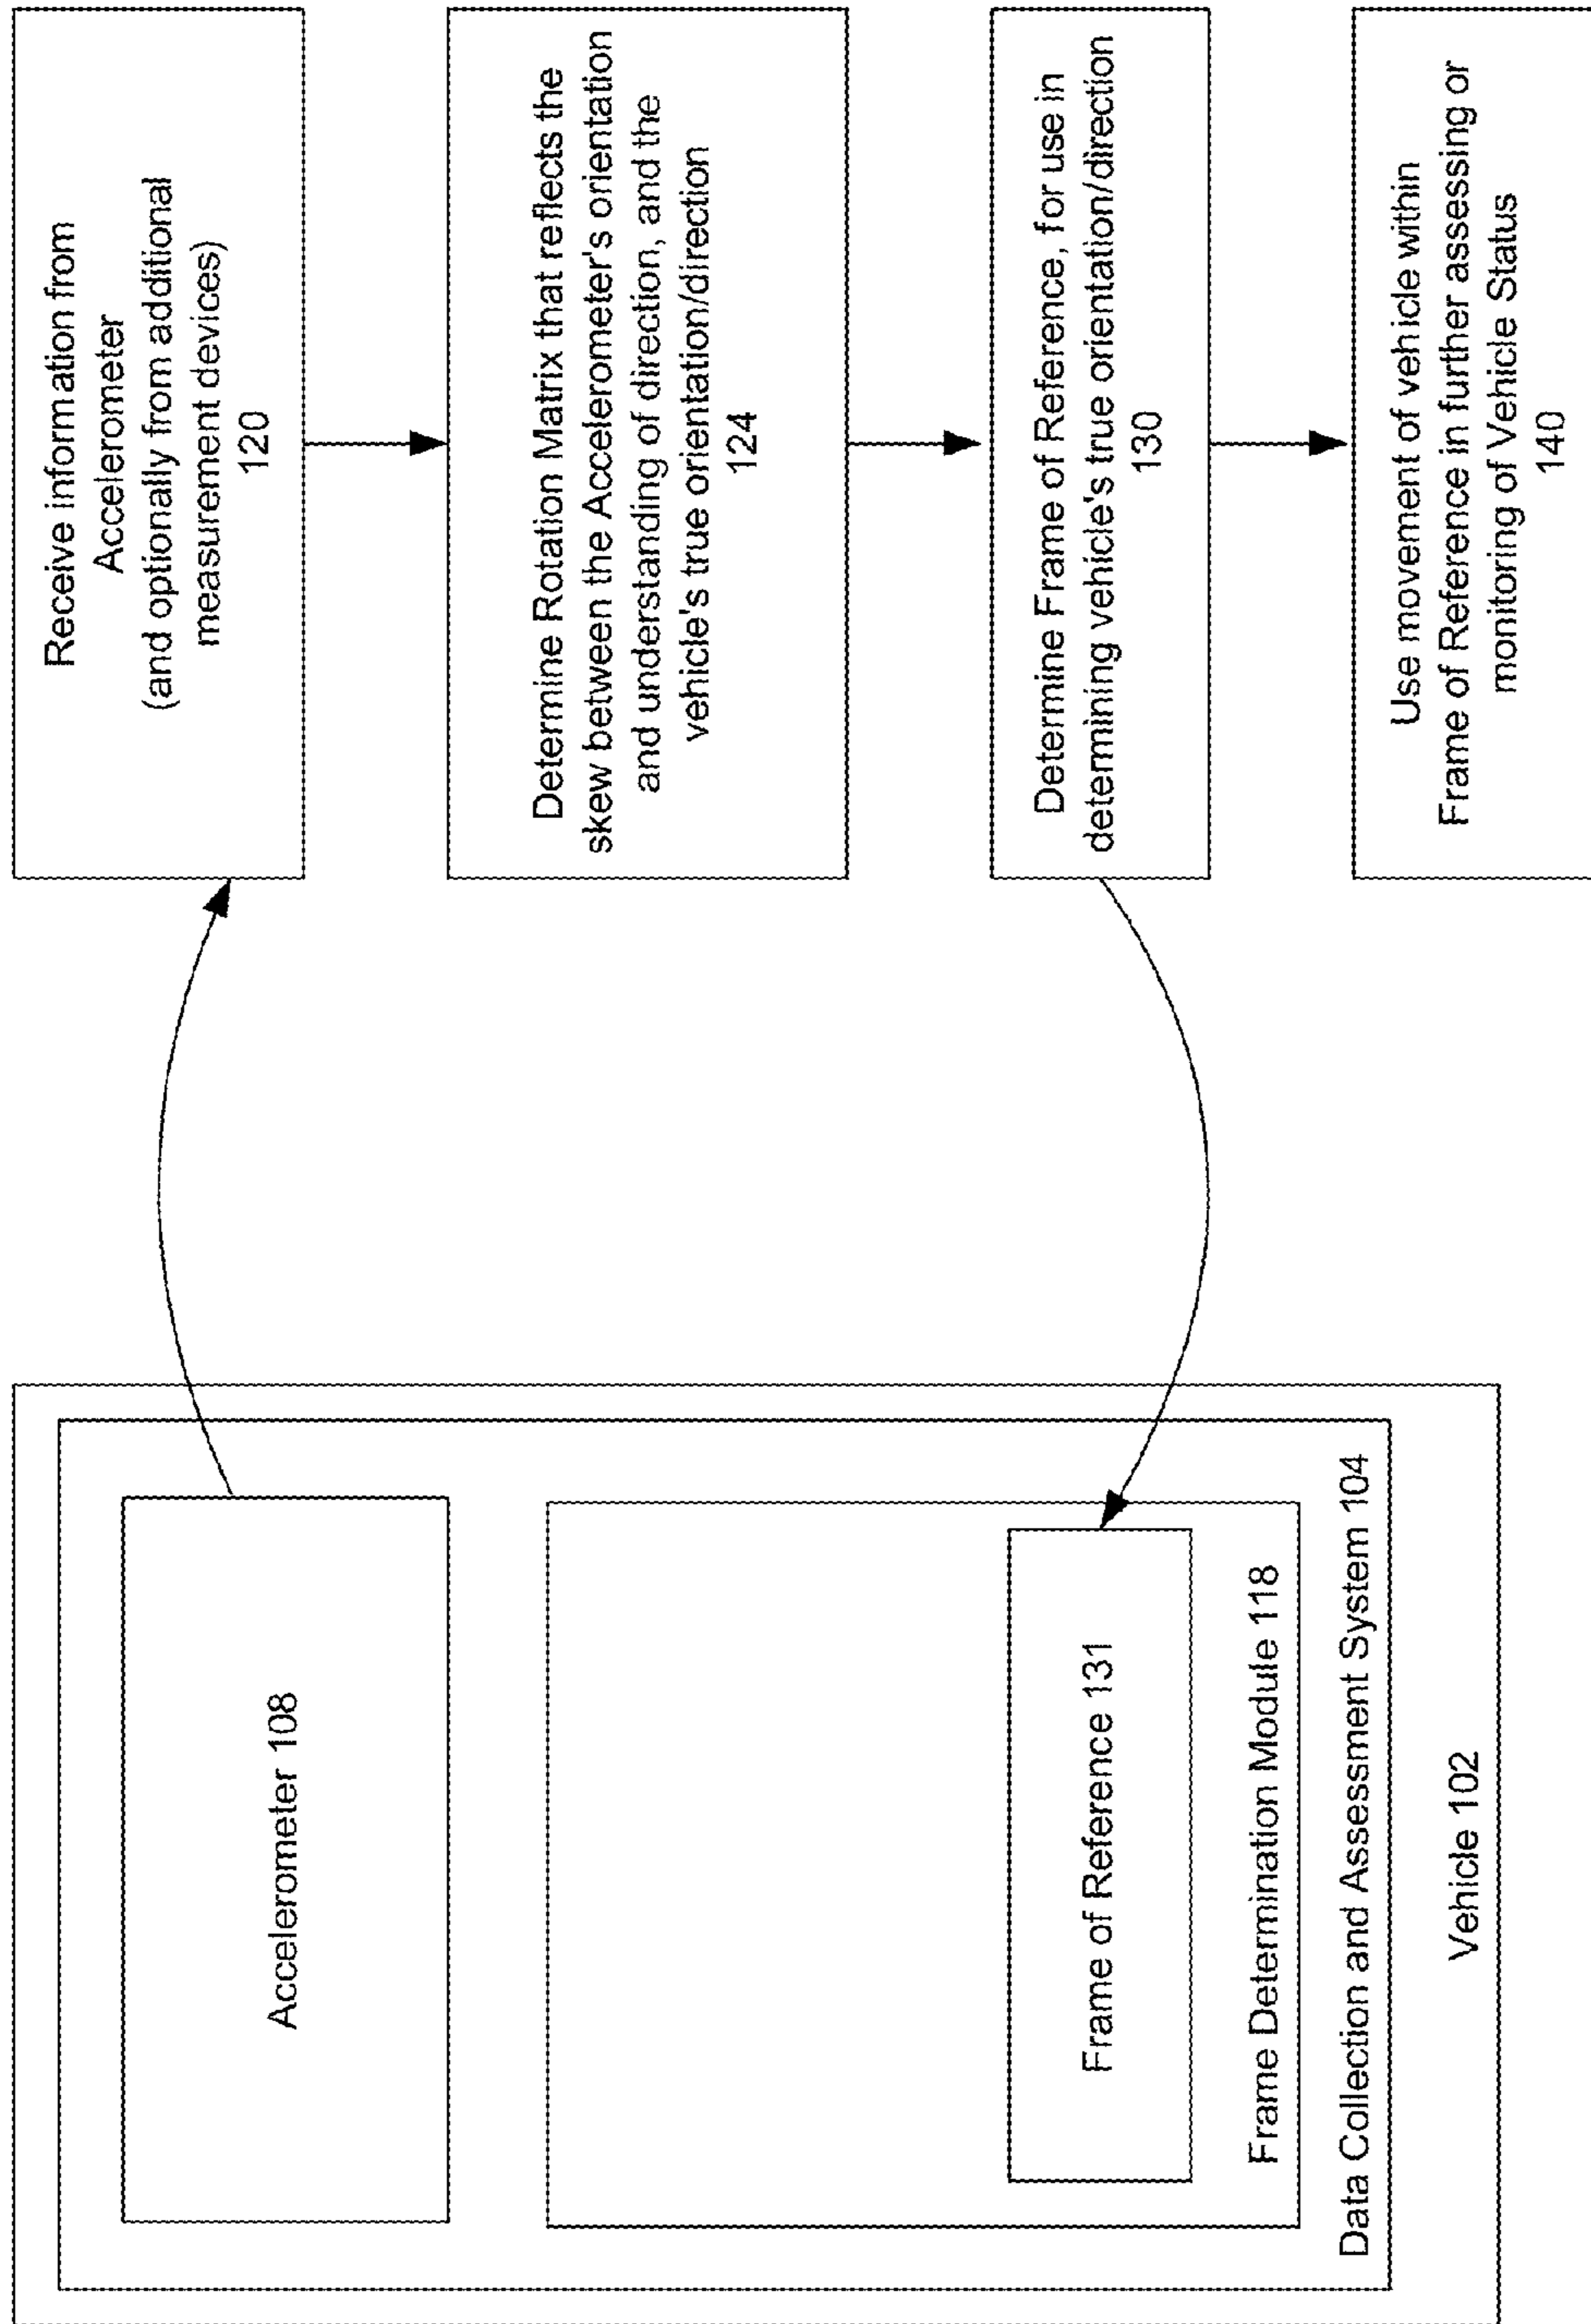 Receive information from
Accelerometer
(and optionally from additional
measurement devices)
120
Determine Rotation Matrix that reflects the
skew between the Accelerometer's orientation
and understanding of direction, and the
vehicle's true orientation/direction
124
Determine Frame of Reference, for use in
determining vehicle's true orientation/direction
130
Use movement of vehicle within
Frame of Reference in further assessing or
monitoring of Vehicle Status
140
Accelerometer 108
Frame of Reference 131
Frame Determination Module 118
Data Collection and Assessment System 104
Vehicle 102